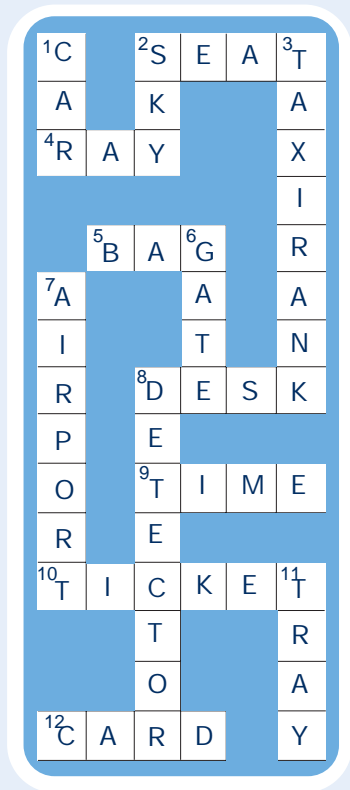 1C 2S E A 3T
A K A
4R A Y X
I
5B A 6G R
7A A A
I T N
R 8D E S K
P E
O 9T I M E
R E
10T I C K E 11T
T R
O A
12C A R D Y